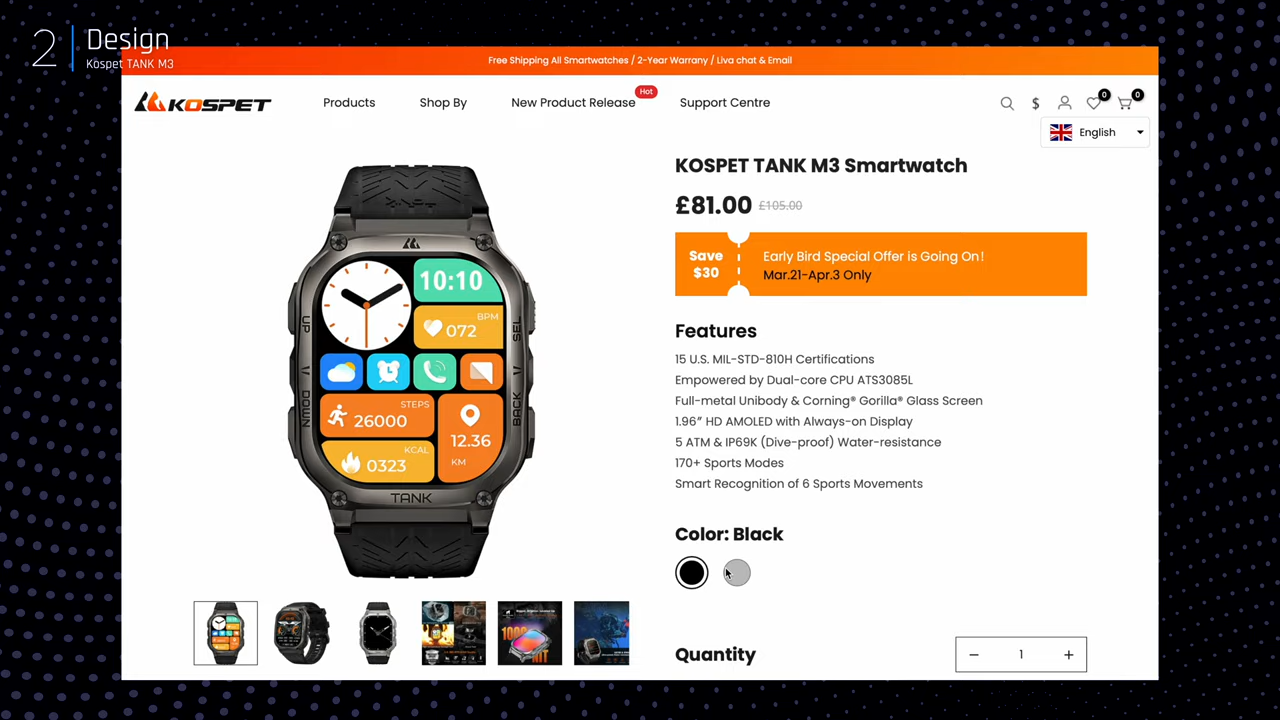 2
Design
Kospet TANK M3
Free Shipping All Smartwatches / 2-Year Warrany / Liva chat & Email
KOSPET
Products
Shop By
New Product Release
Hot
Support Centre
$
0
0
English
KOSPET TANK M3 Smartwatch
£81.00 £105.00
Save
$30
Early Bird Special Offer is Going On!
Mar.21-Apr.3 Only
Features
15 U.S. MIL-STD-810H Certifications
Empowered by Dual-core CPU ATS3085L
Full-metal Unibody & Corning® Gorilla® Glass Screen
1.96” HD AMOLED with Always-on Display
5 ATM & IP69K (Dive-proof) Water-resistance
170+ Sports Modes
Smart Recognition of 6 Sports Movements
Color: Black
Quantity
− 1 +
10:10
BPM
072
UP
SEL
DOWN
BACK
STEPS
26000
12.36
KM
KCAL
0323
TANK